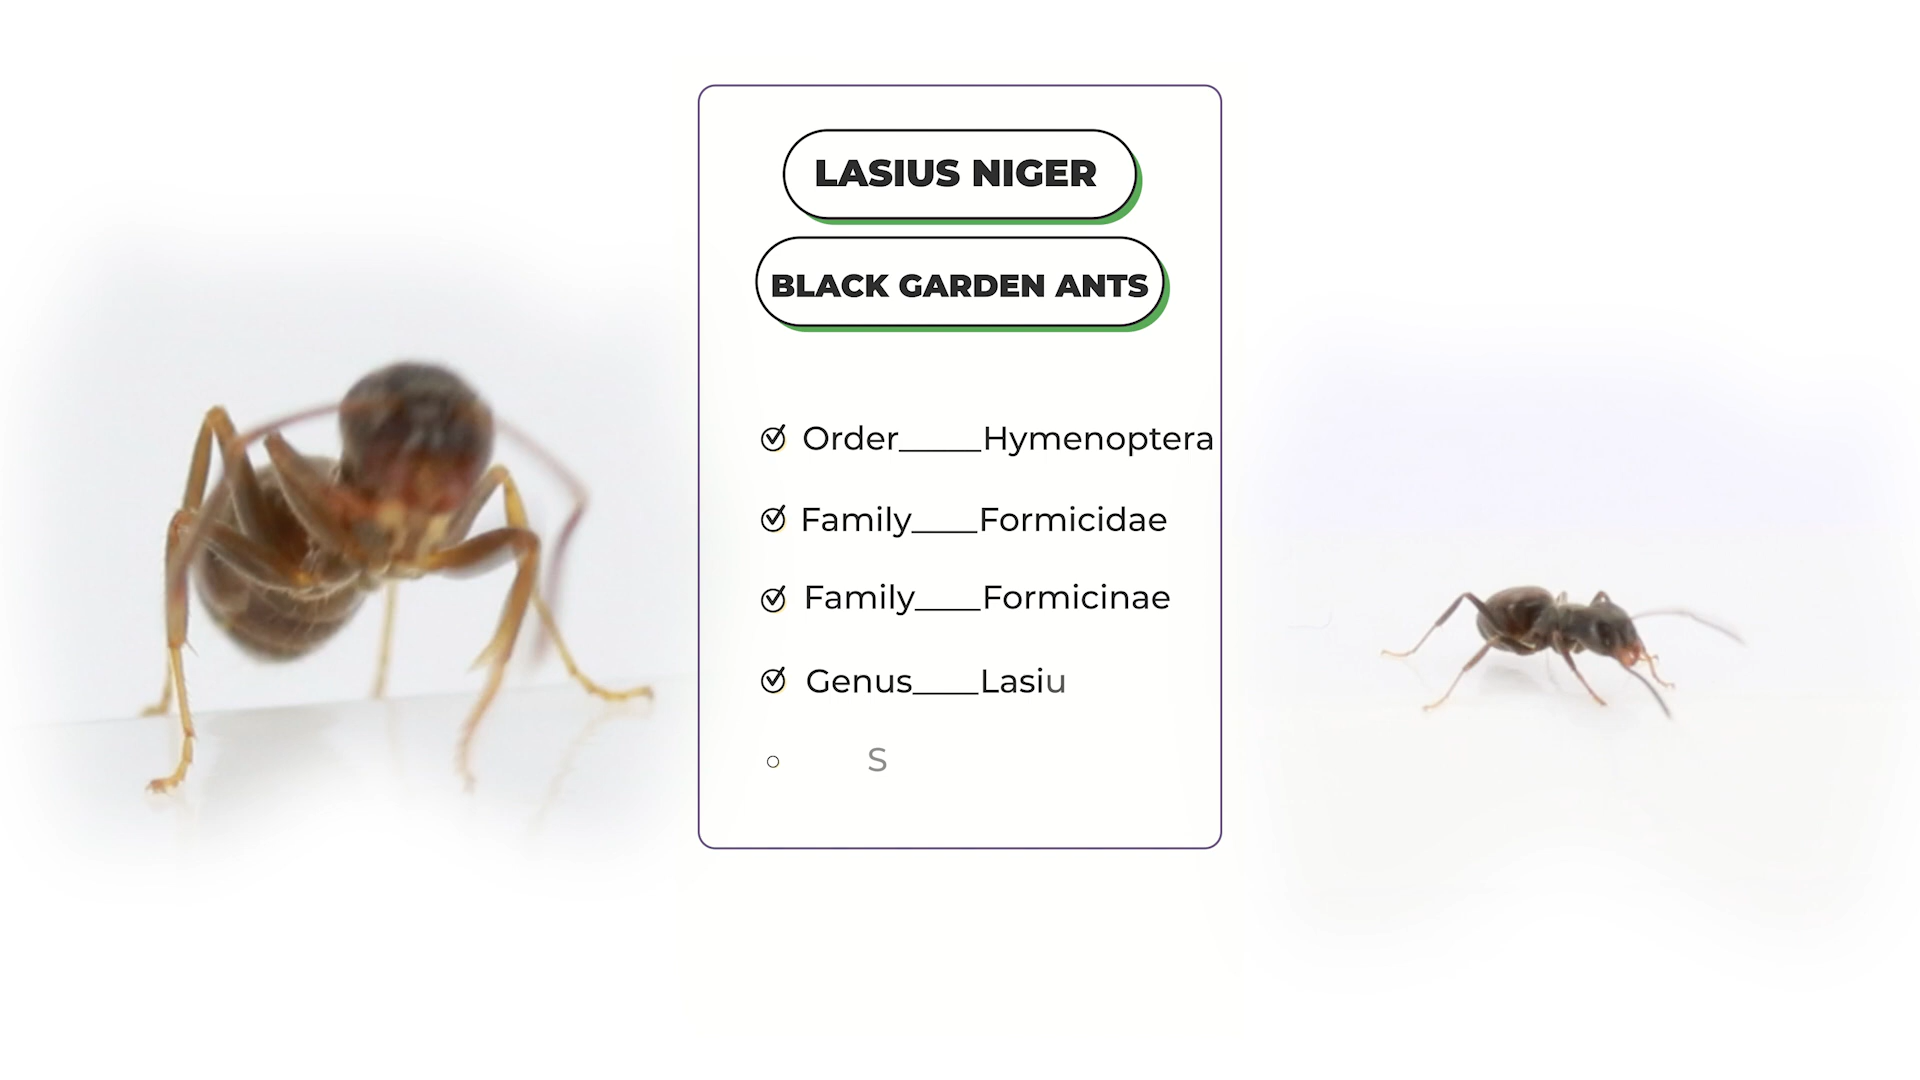 LASIUS NIGER
BLACK GARDEN ANTS
Order_____Hymenoptera
Family____Formicidae
Family____Formicinae
Genus____Lasiu
S